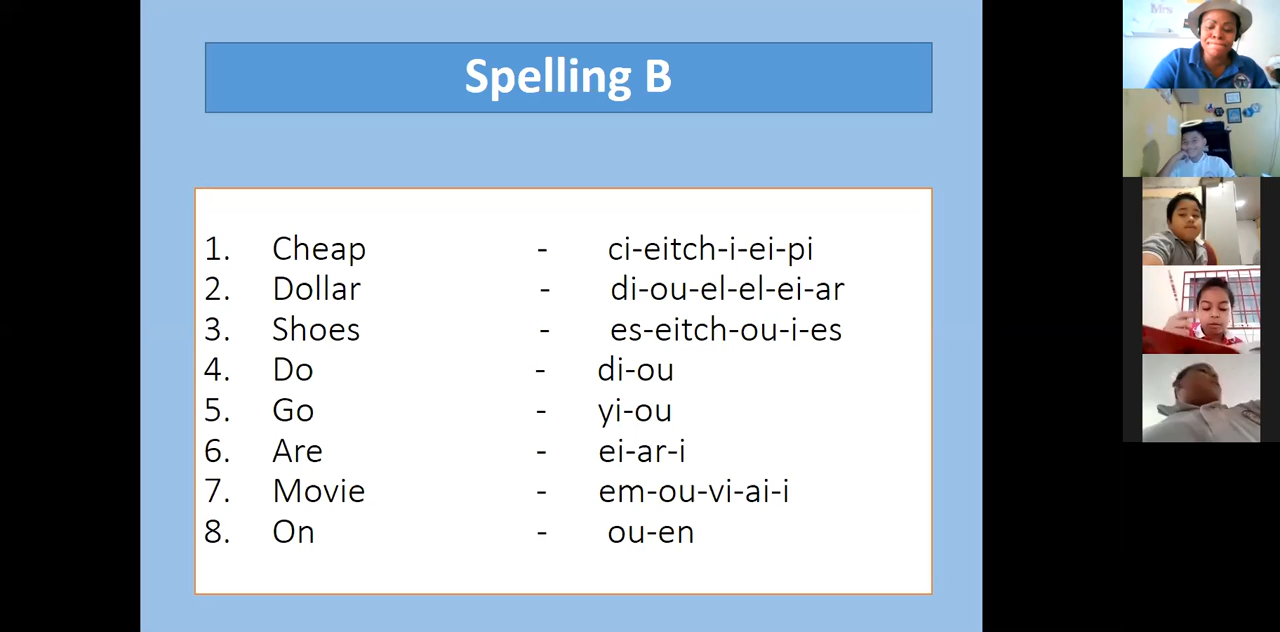 Spelling B
1. Cheap - ci-eitch-i-ei-pi
2. Dollar - di-ou-el-el-ei-ar
3. Shoes - es-eitch-ou-i-es
4. Do - di-ou
5. Go - yi-ou
6. Are - ei-ar-i
7. Movie - em-ou-vi-ai-i
8. On - ou-en
Mrs